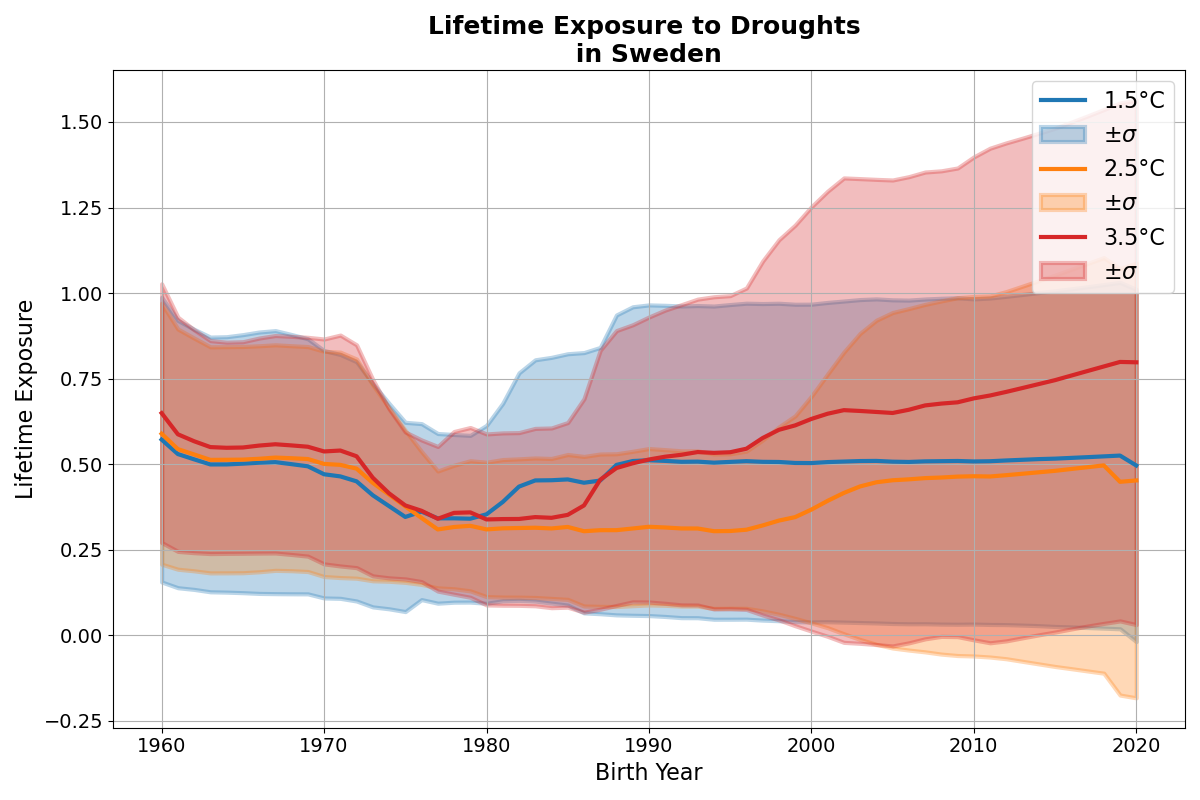 Lifetime Exposure to Droughts
in Sweden
1.5°C
±σ
2.5°C
±σ
3.5°C
±σ
Lifetime Exposure
1.50
1.25
1.00
0.75
0.50
0.25
0.00
−0.25
1960 1970 1980 1990 2000 2010 2020
Birth Year